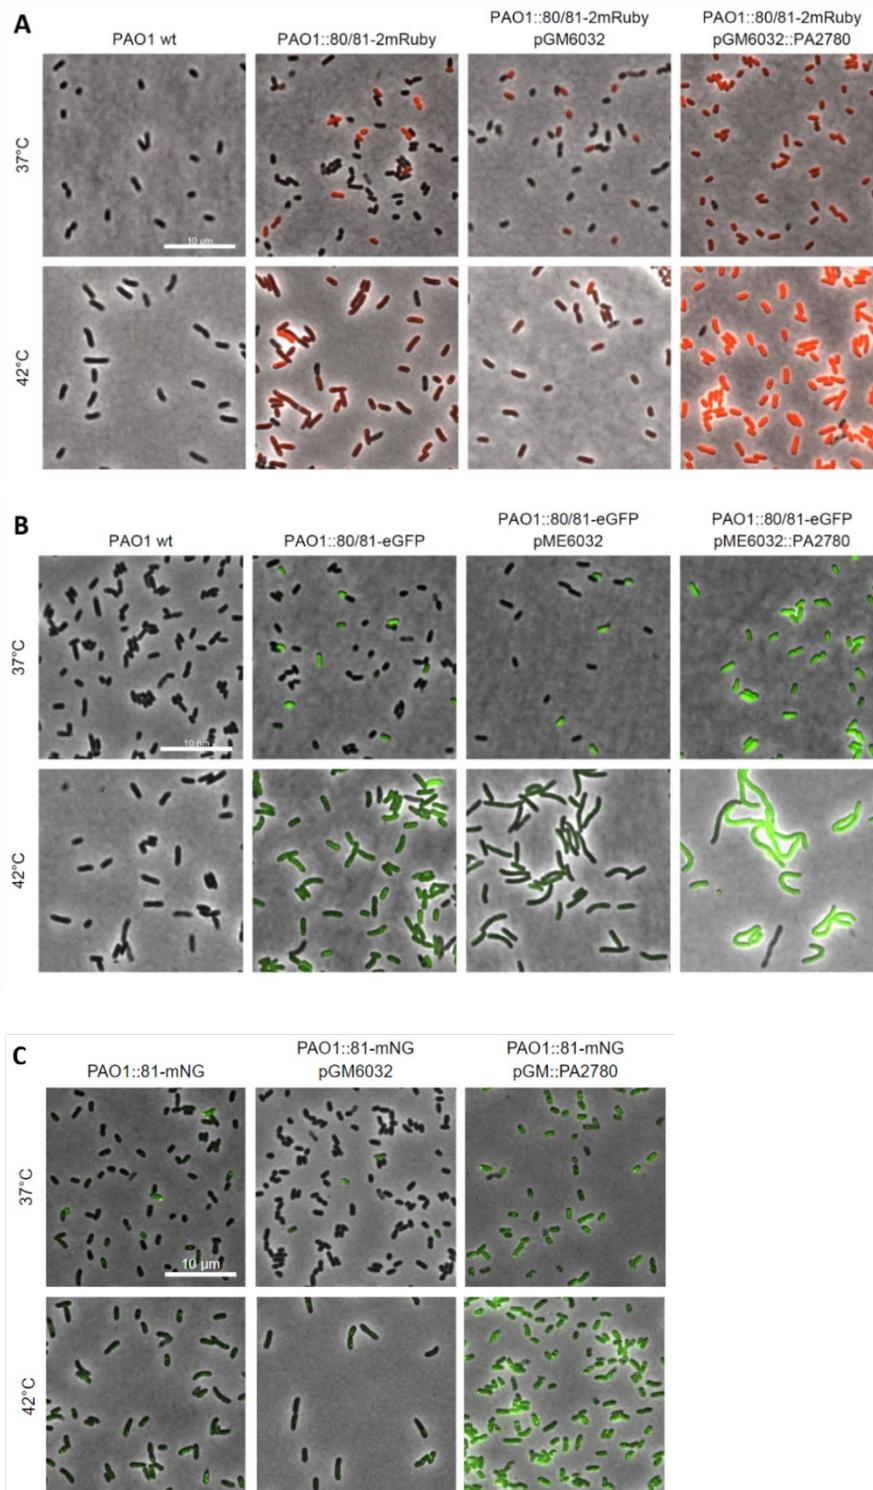 A
PAO1 wt
PAO1::80/81-2mRuby
PAO1::80/81-2mRuby
pGM6032
PAO1::80/81-2mRuby
pGM6032::PA2780
37°C
10 µm
42°C
B
PAO1 wt
PAO1::80/81-eGFP
PAO1::80/81-eGFP
pME6032
PAO1::80/81-eGFP
pME6032::PA2780
37°C
10 nm
42°C
C
PAO1::81-mNG
PAO1::81-mNG
pGM6032
PAO1::81-mNG
pGM::PA2780
37°C
10 µm
42°C